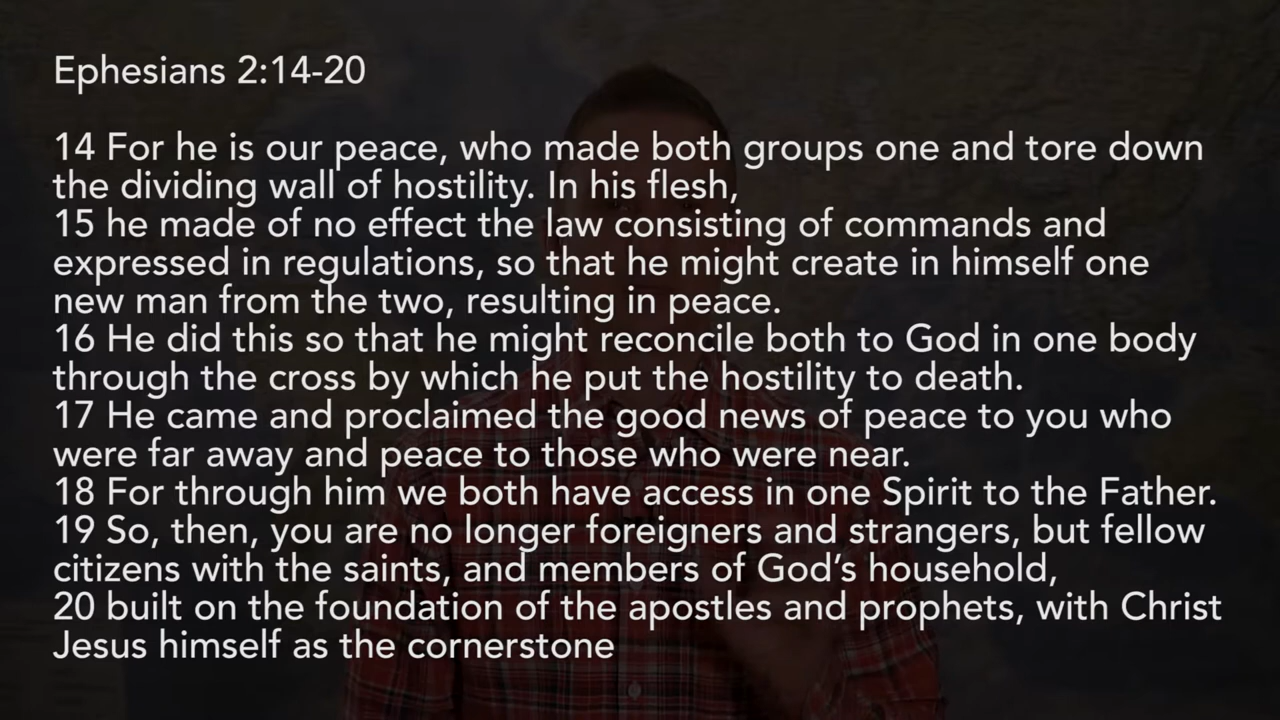 Ephesians 2:14-20
14 For he is our peace, who made both groups one and tore down
the dividing wall of hostility. In his flesh,
15 he made of no effect the law consisting of commands and
expressed in regulations, so that he might create in himself one
new man from the two, resulting in peace.
16 He did this so that he might reconcile both to God in one body
through the cross by which he put the hostility to death.
17 He came and proclaimed the good news of peace to you who
were far away and peace to those who were near.
18 For through him we both have access in one Spirit to the Father.
19 So, then, you are no longer foreigners and strangers, but fellow
citizens with the saints, and members of God’s household,
20 built on the foundation of the apostles and prophets, with Christ
Jesus himself as the cornerstone